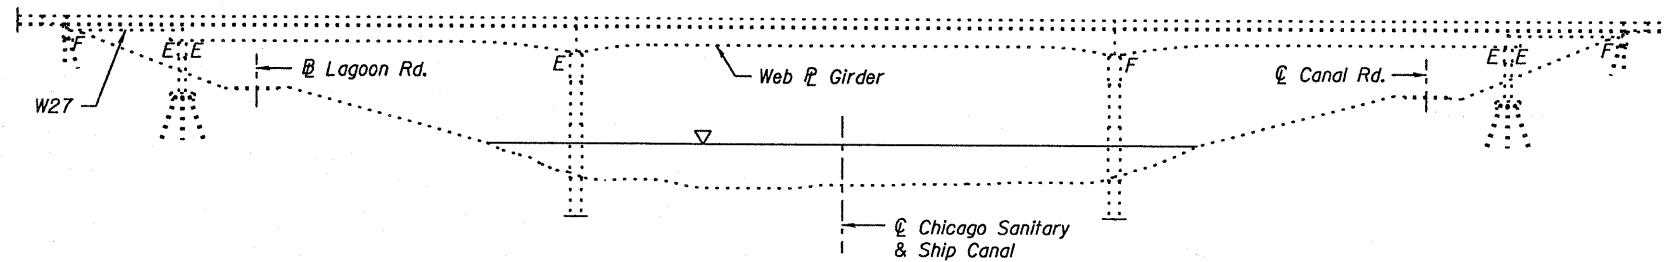 F
E E
℄ Lagoon Rd.
W27
E
Web ℄ Girder
F
℄ Canal Rd.
E E
F
℄ Chicago Sanitary
& Ship Canal